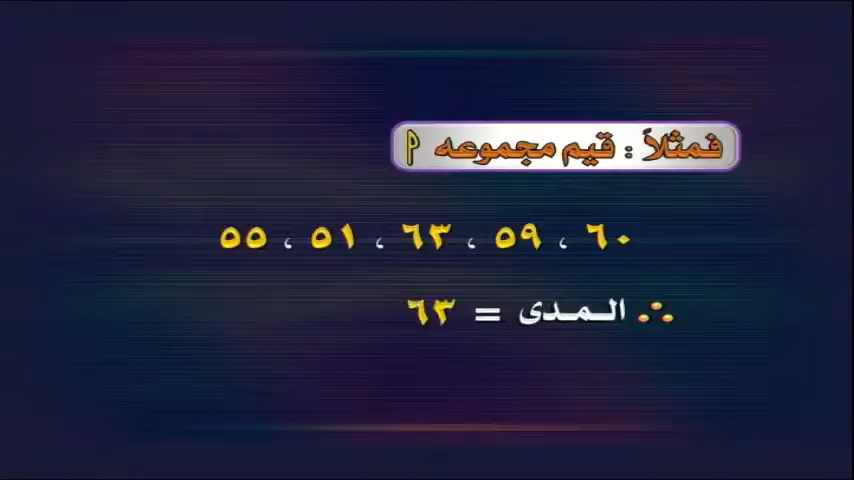 فمثلاً : قيم مجموعه م
٦٠ ، ٥٩ ، ٦٣ ، ٥١ ، ٥٥
∴ المدى = ٦٣